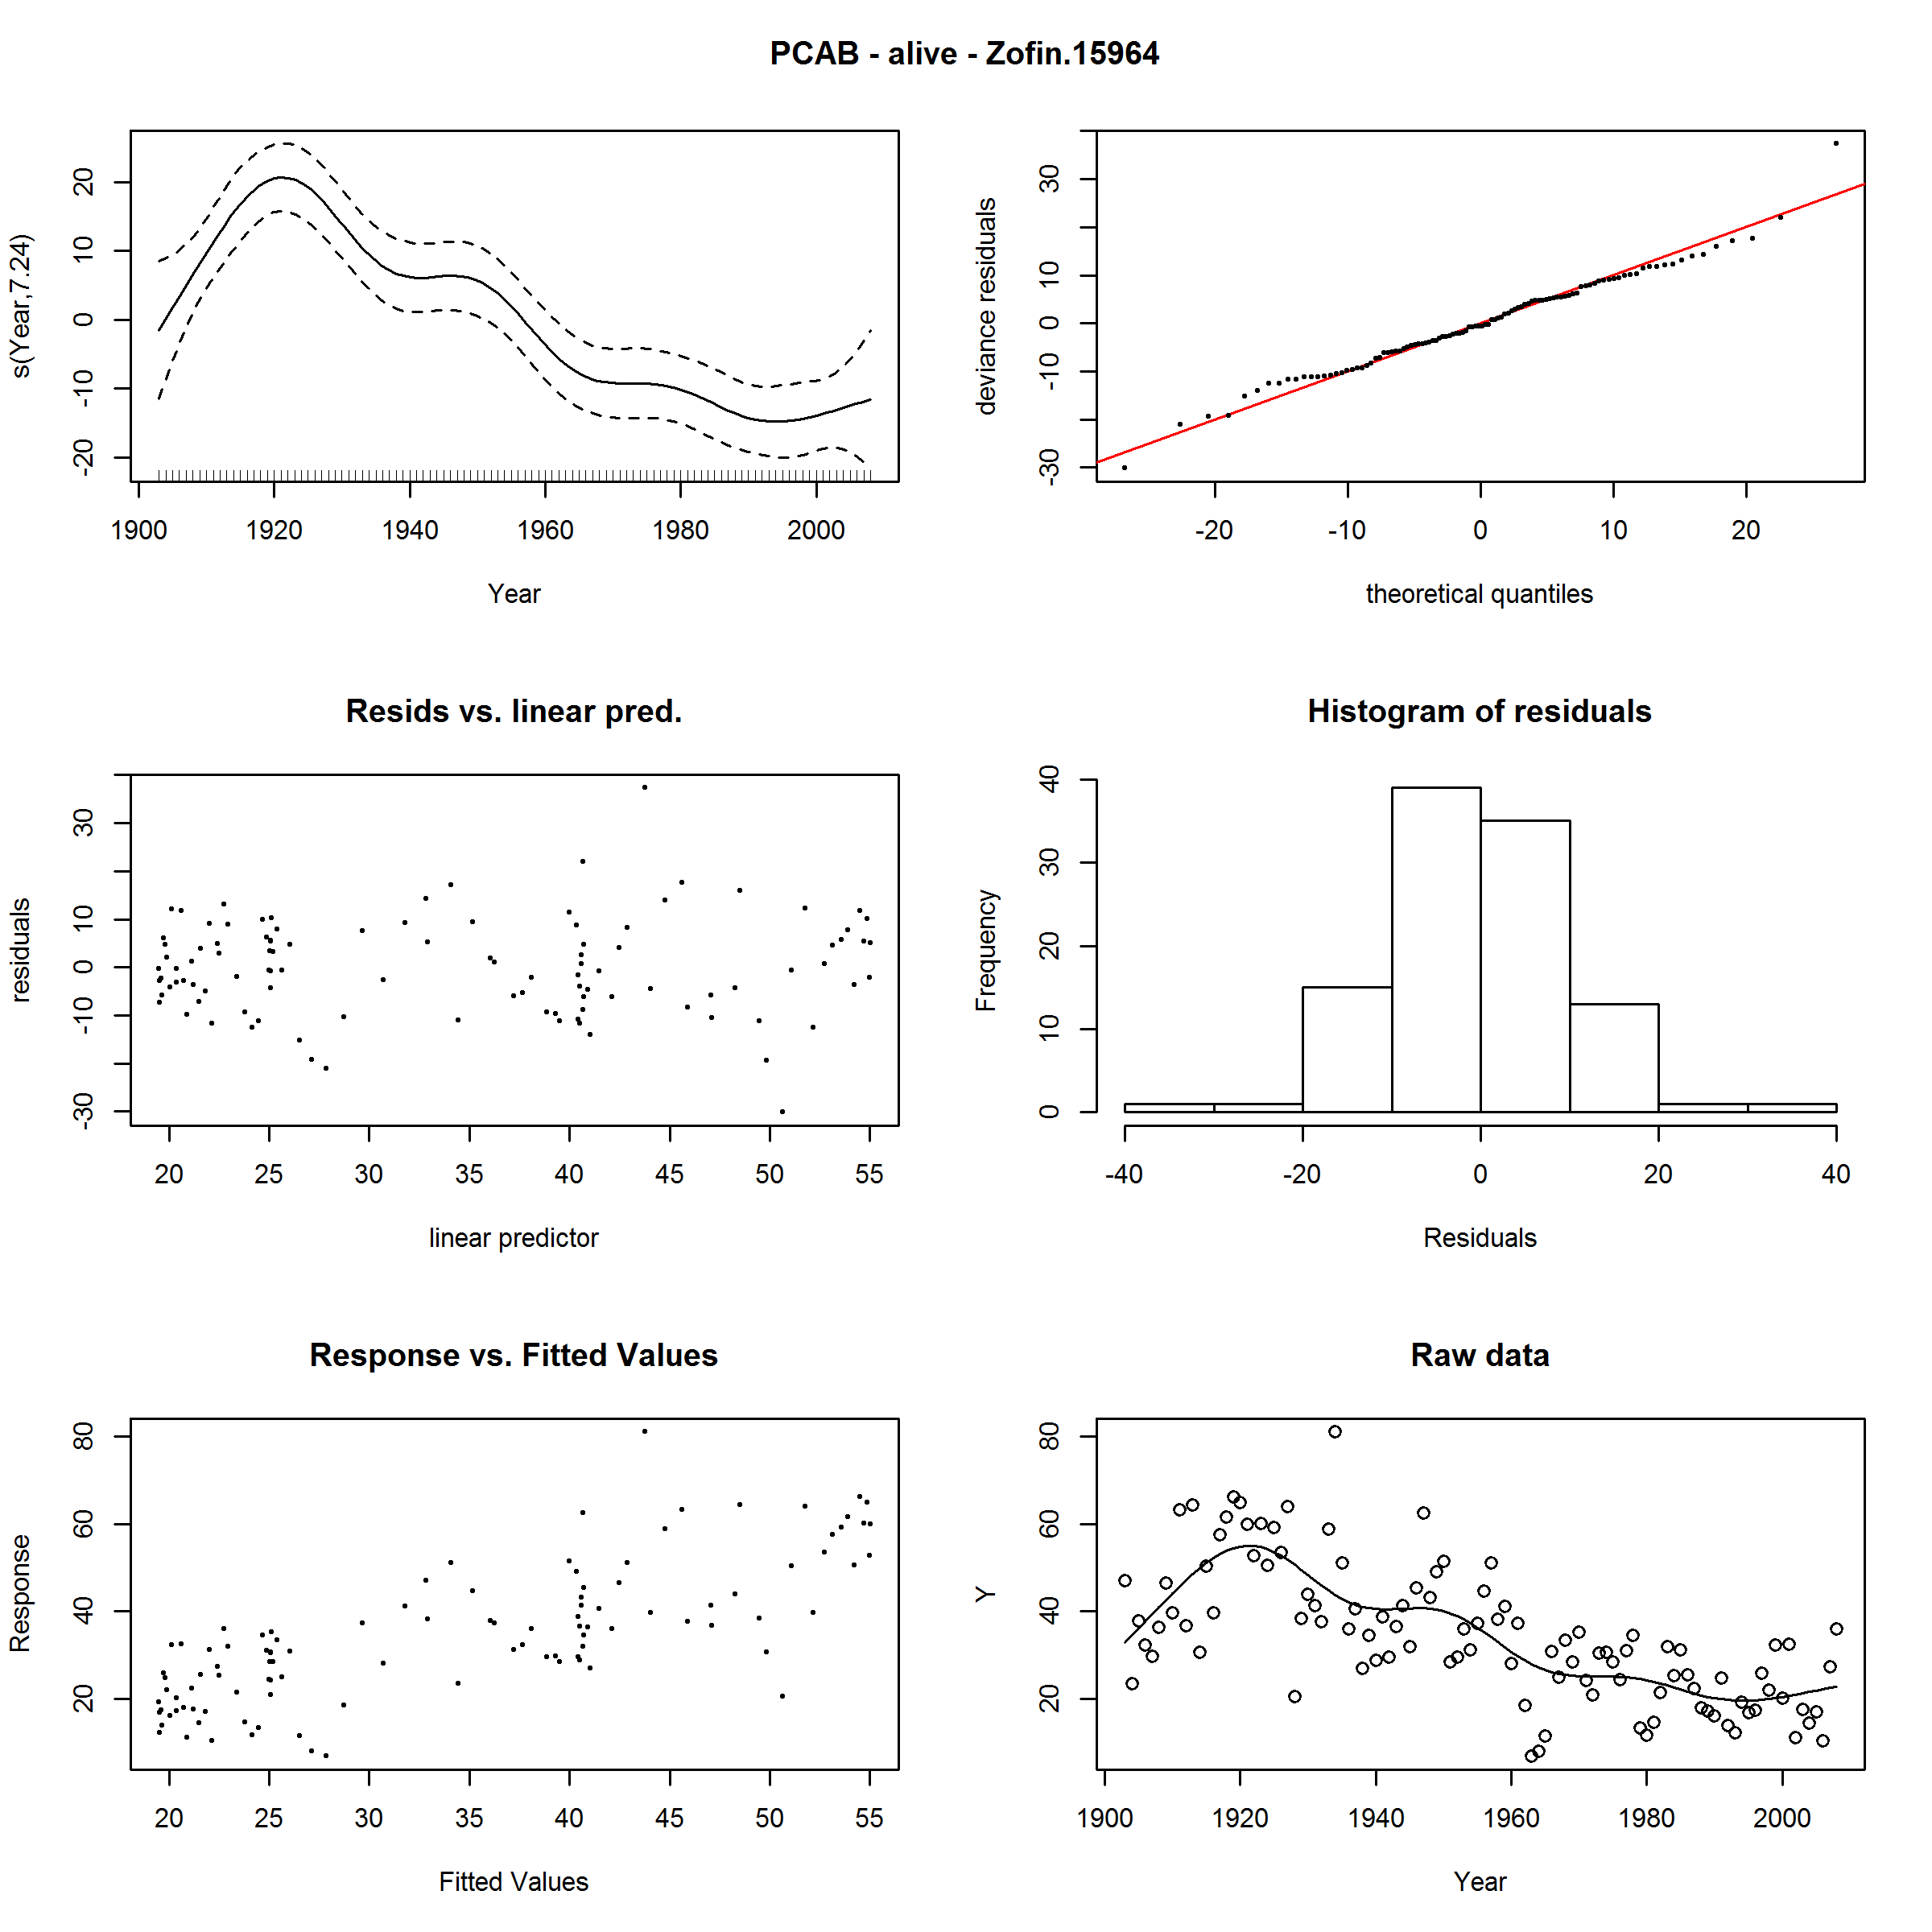 PCAB - alive - Zofin.15964
s(Year,7.24)
20
10
0
-10
-20
1900 1920 1940 1960 1980 2000
Year
deviance residuals
30
10
0
-10
-30
-20 -10 0 10 20
theoretical quantiles
Resids vs. linear pred.
residuals
30
10
0
-10
-30
20 25 30 35 40 45 50 55
linear predictor
Histogram of residuals
Frequency
40
30
20
10
0
-40 -20 0 20 40
Residuals
Response vs. Fitted Values
Response
80
60
40
20
20 25 30 35 40 45 50 55
Fitted Values
Raw data
Y
80
60
40
20
1900 1920 1940 1960 1980 2000
Year